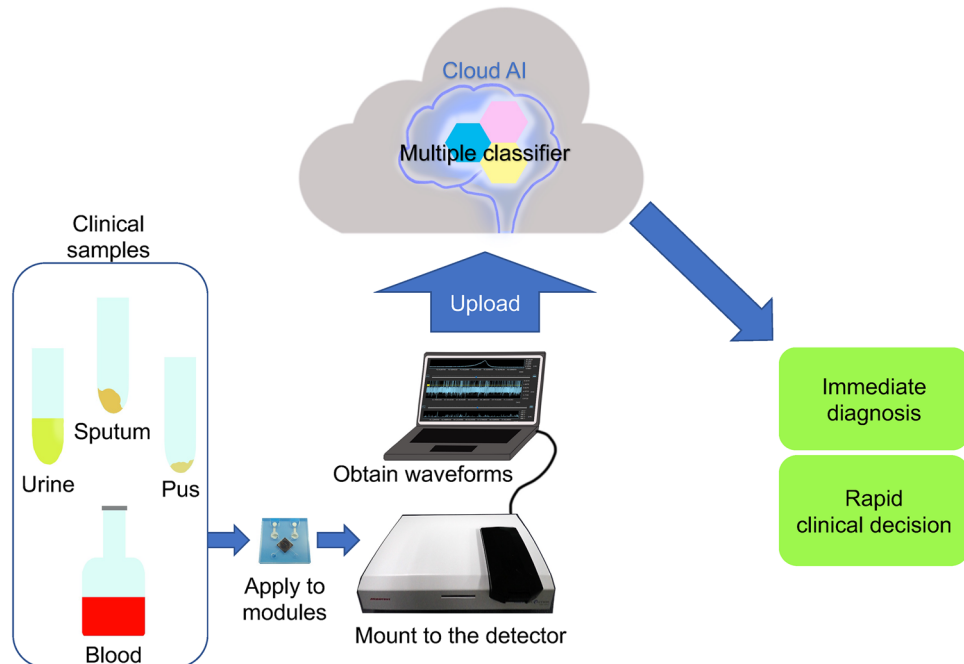 Cloud AI
Multiple classifier
Clinical
samples
Upload
Immediate
diagnosis
Sputum
Urine
Pus
Obtain waveforms
Rapid
clinical decision
Apply to
modules
Mount to the detector
Blood